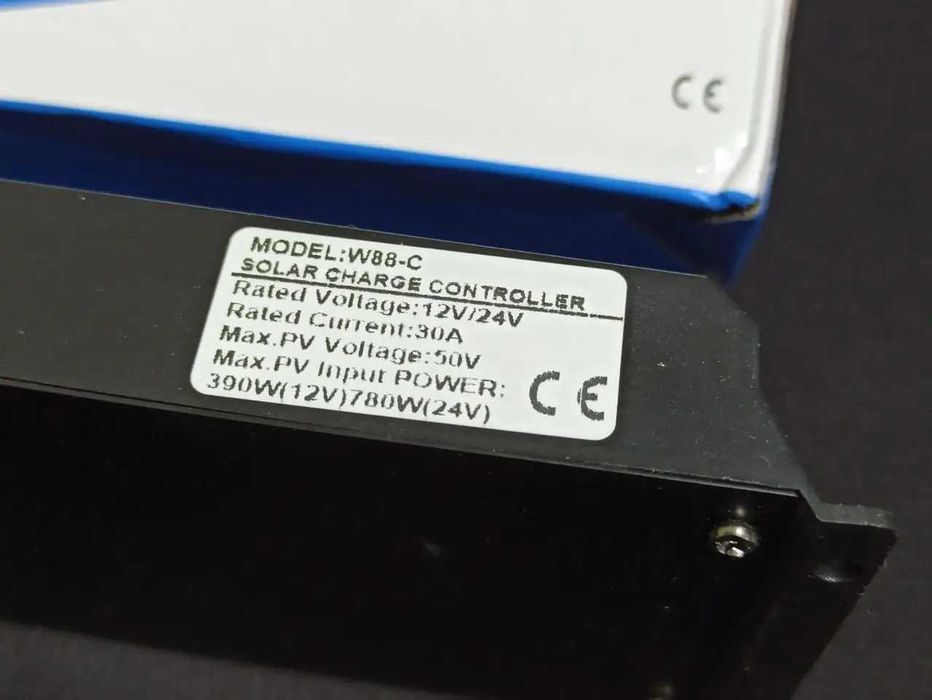 CE
MODEL:W88-C
SOLAR CHARGE CONTROLLER
Rated Voltage:12V/24V
Rated Current:30A
Max.PV Voltage:50V
Max.PV Input POWER:
390W(12V)780W(24V)
CE